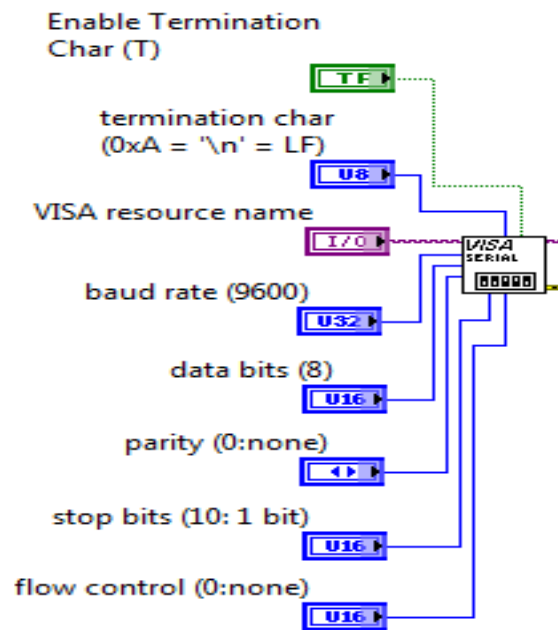 Enable Termination
Char (T)
TF
termination char
(0xA = '\n' = LF)
U8
VISA resource name
I/O
VISA
SERIAL
baud rate (9600)
U32
data bits (8)
U16
parity (0:none)
stop bits (10: 1 bit)
U16
flow control (0:none)
U16